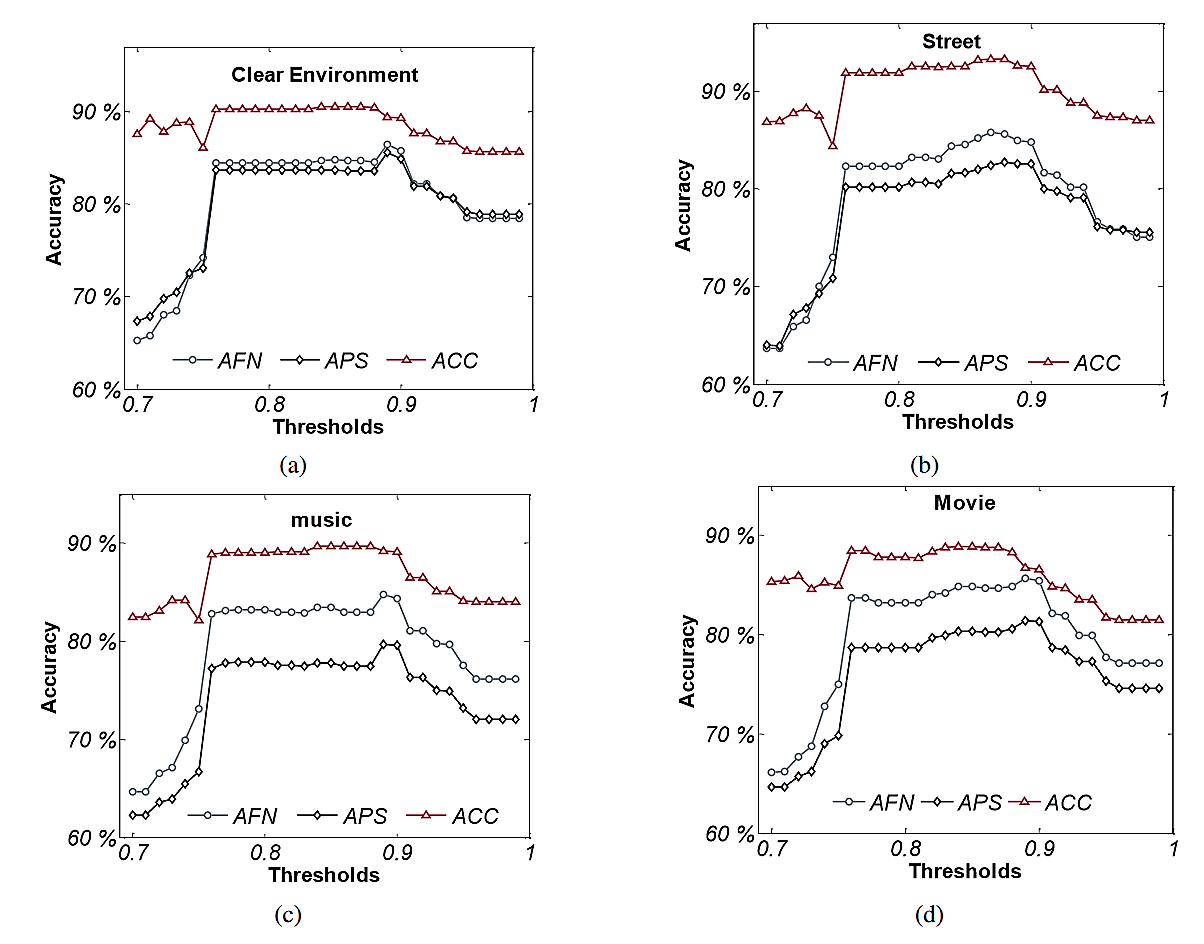 Clear Environment
90 %
80 %
70 %
60 %
Accuracy
AFN APS ACC
0.7 0.8 0.9 1
Thresholds
(a)
Street
90 %
80 %
70 %
60 %
Accuracy
AFN APS ACC
0.7 0.8 0.9 1
Thresholds
(b)
music
90 %
80 %
70 %
60 %
Accuracy
AFN APS ACC
0.7 0.8 0.9 1
Thresholds
(c)
Movie
90 %
80 %
70 %
60 %
Accuracy
AFN APS ACC
0.7 0.8 0.9 1
Thresholds
(d)